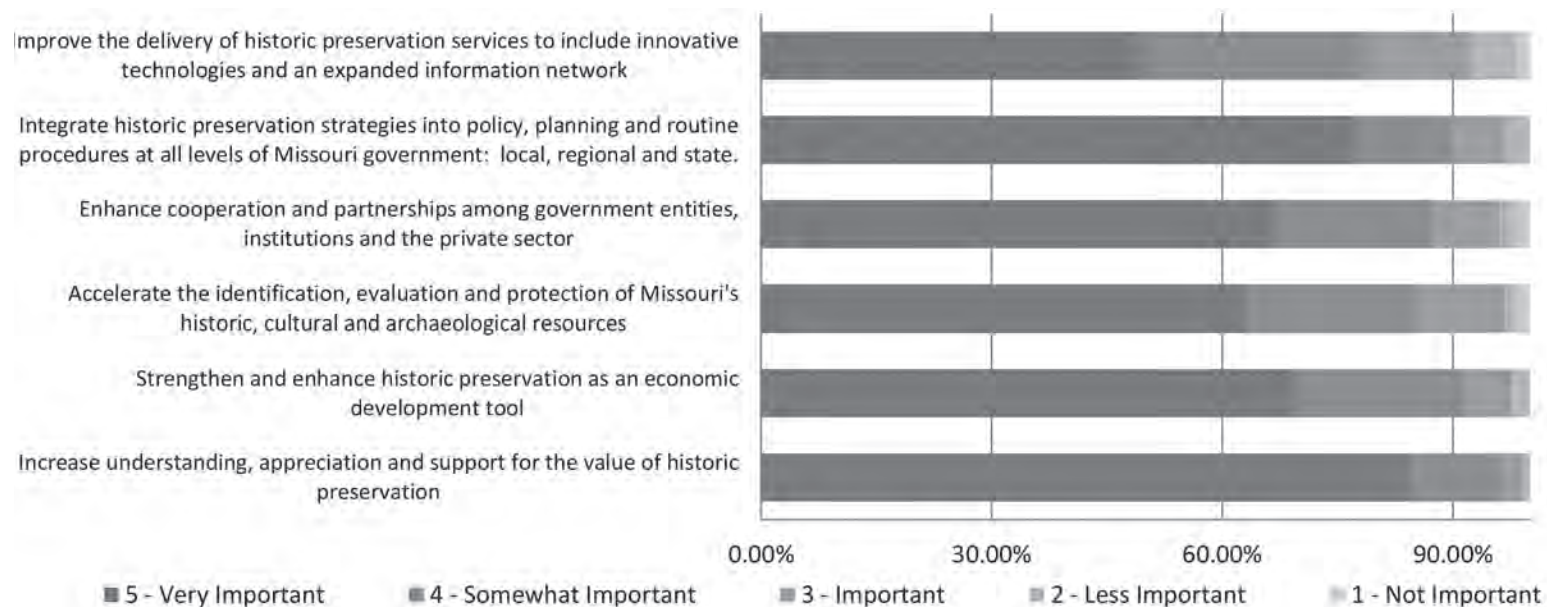 Improve the delivery of historic preservation services to include innovative
technologies and an expanded information network
Integrate historic preservation strategies into policy, planning and routine
procedures at all levels of Missouri government: local, regional and state.
Enhance cooperation and partnerships among government entities,
institutions and the private sector
Accelerate the identification, evaluation and protection of Missouri's
historic, cultural and archaeological resources
Strengthen and enhance historic preservation as an economic
development tool
Increase understanding, appreciation and support for the value of historic
preservation
0.00% 30.00% 60.00% 90.00%
5 - Very Important 4 - Somewhat Important 3 - Important 2 - Less Important 1 - Not Important